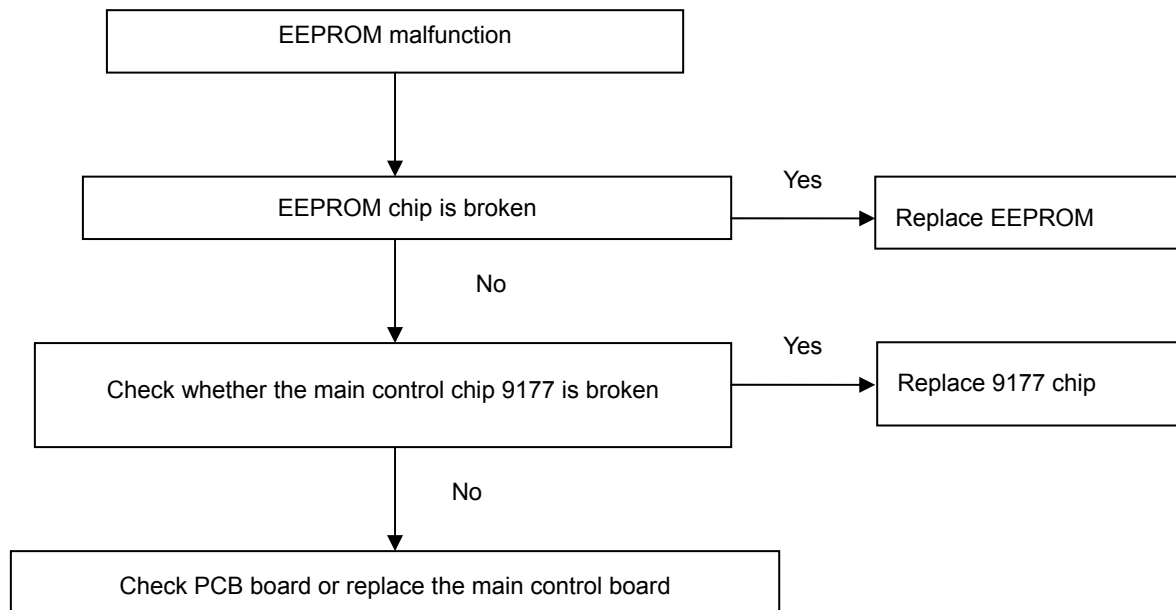 EEPROM malfunction
EEPROM chip is broken
Yes
Replace EEPROM
No
Check whether the main control chip 9177 is broken
Yes
Replace 9177 chip
No
Check PCB board or replace the main control board